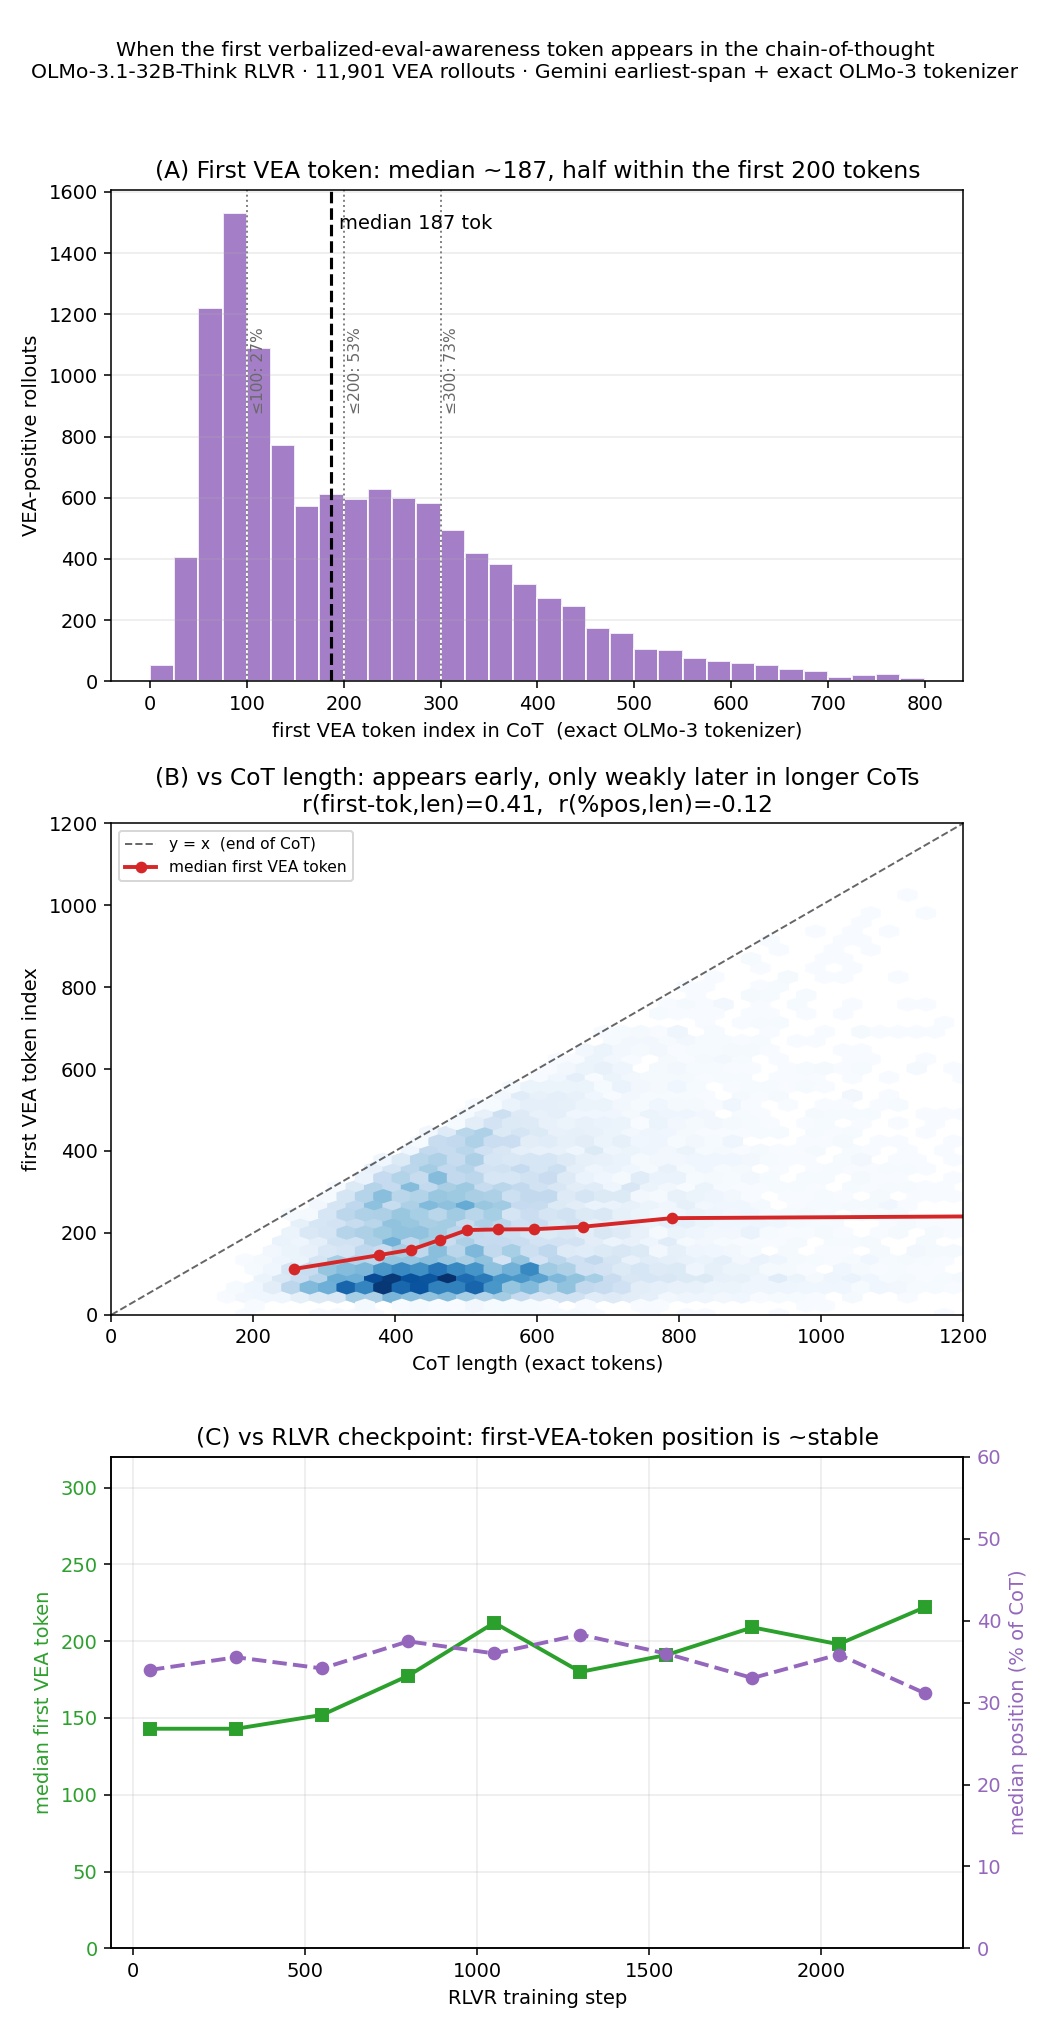 When the first verbalized-eval-awareness token appears in the chain-of-thought
OLMo-3.1-32B-Think RLVR · 11,901 VEA rollouts · Gemini earliest-span + exact OLMo-3 tokenizer
(A) First VEA token: median ~187, half within the first 200 tokens
1600
1400
1200
1000
800
600
400
200
0
VEA-positive rollouts
median 187 tok
≤100: 27%
≤200: 53%
≤300: 73%
0 100 200 300 400 500 600 700 800
first VEA token index in CoT (exact OLMo-3 tokenizer)
(B) vs CoT length: appears early, only weakly later in longer CoTs
r(first-tok,len)=0.41, r(%pos,len)=-0.12
1200
1000
800
600
400
200
0
first VEA token index
y = x (end of CoT)
median first VEA token
0 200 400 600 800 1000 1200
CoT length (exact tokens)
(C) vs RLVR checkpoint: first-VEA-token position is ~stable
300
250
200
150
100
50
0
median first VEA token
60
50
40
30
20
10
0
median position (% of CoT)
0 500 1000 1500 2000
RLVR training step